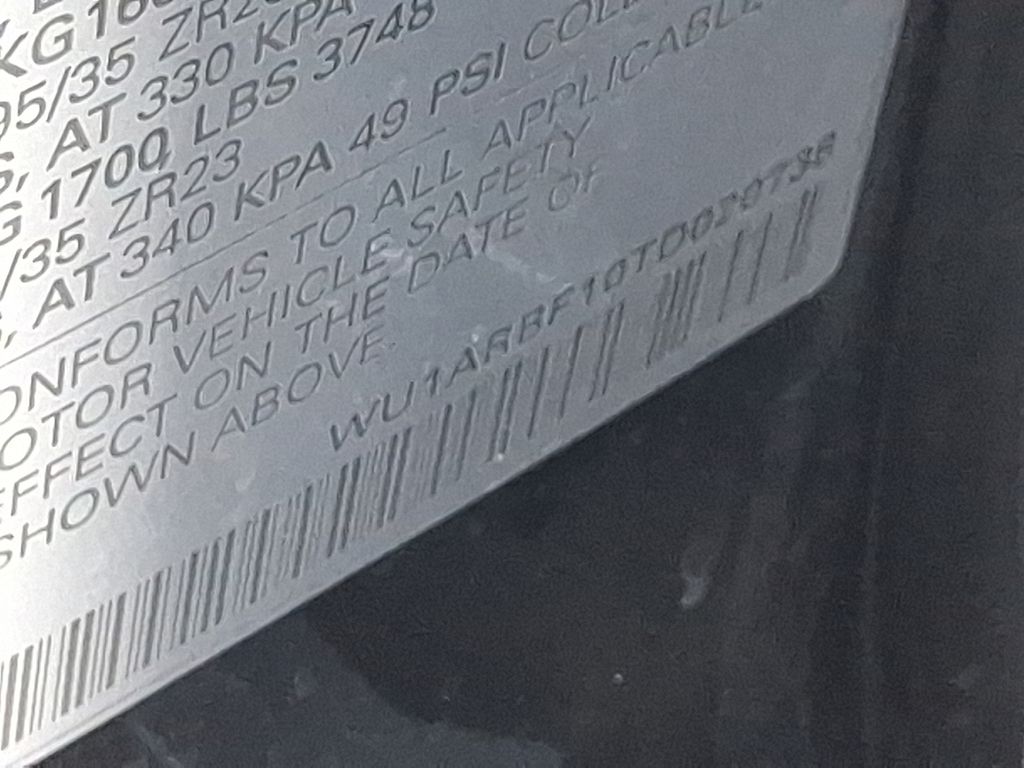 KG
95/35 ZR
AT 330 KPA
G 1700 LBS 3748
/35 ZR23
, AT 340 KPA 49 PSI COL
ONFORMS TO ALL APPLICABLE
OTOR VEHICLE SAFETY
EFFECT ON THE DATE OF
SHOWN ABOVE.